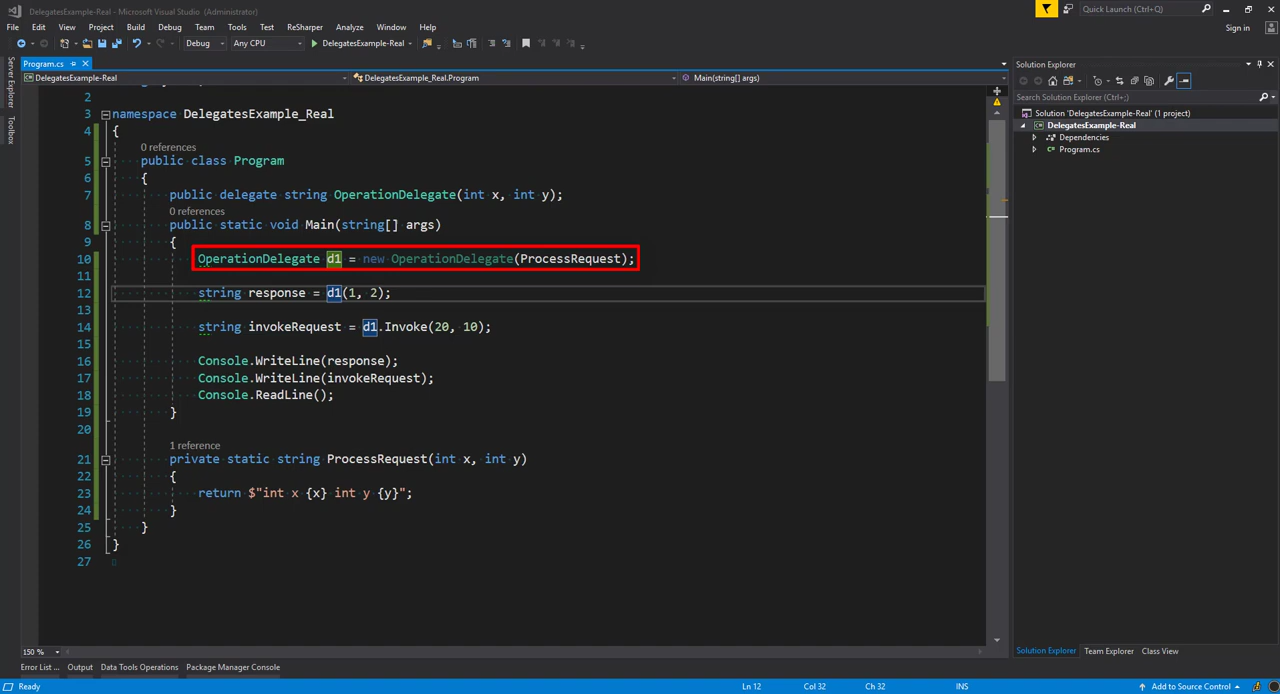 DelegatesExample-Real - Microsoft Visual Studio (Administrator)
Quick Launch (Ctrl+Q)
File Edit View Project Build Debug Team Tools Test ReSharper Analyze Window Help
Sign in
Debug Any CPU DelegatesExample-Real
Server Explorer
Toolbox
Program.cs
DelegatesExample-Real DelegatesExample_Real.Program Main(string[] args)
2
3 namespace DelegatesExample_Real
4 {
0 references
5 public class Program
6 {
7 public delegate string OperationDelegate(int x, int y);
0 references
8 public static void Main(string[] args)
9 {
10 OperationDelegate d1 = new OperationDelegate(ProcessRequest);
11
12 string response = d1(1, 2);
13
14 string invokeRequest = d1.Invoke(20, 10);
15
16 Console.WriteLine(response);
17 Console.WriteLine(invokeRequest);
18 Console.ReadLine();
19 }
20
1 reference
21 private static string ProcessRequest(int x, int y)
22 {
23 return $"int x {x} int y {y}";
24 }
25 }
26 }
27
150 %
Solution Explorer
Search Solution Explorer (Ctrl+;)
Solution 'DelegatesExample-Real' (1 project)
DelegatesExample-Real
Dependencies
Program.cs
Solution Explorer Team Explorer Class View
Error List ... Output Data Tools Operations Package Manager Console
Ready Ln 12 Col 32 Ch 32 INS Add to Source Control